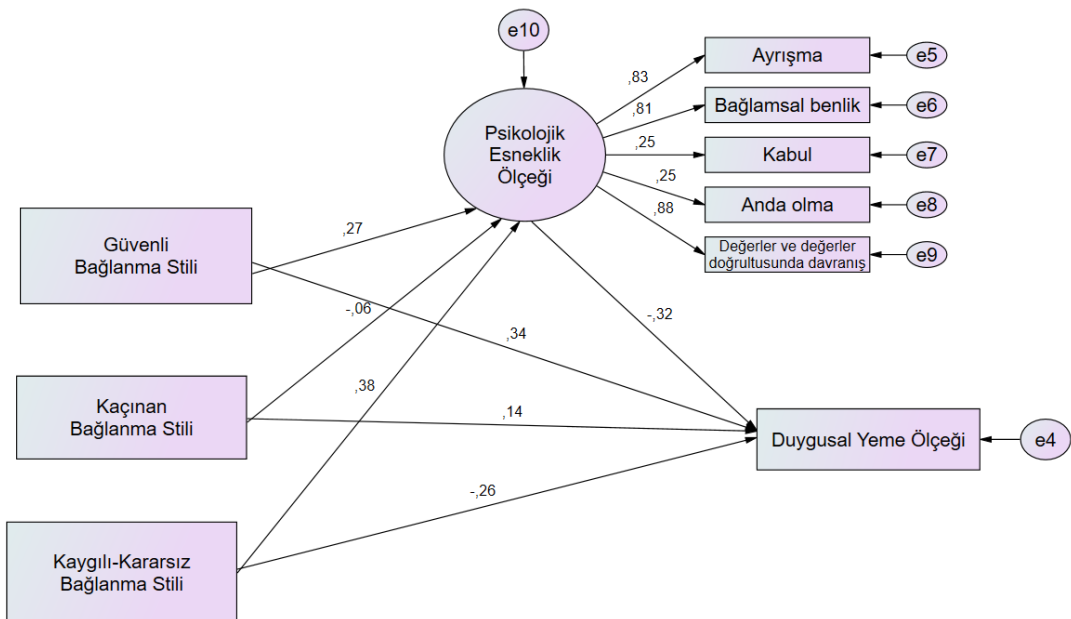 e10
Ayrışma
e5
,83
Bağlamsal benlik
e6
,81
Psikolojik
Esneklik
Ölçeği
,25
Kabul
e7
,25
Anda olma
e8
,88
Değerler ve değerler
doğrultusunda davranış
e9
Güvenli
Bağlanma Stili
,27
-,06
,34
-,32
Kaçınan
Bağlanma Stili
,38
,14
Duygusal Yeme Ölçeği
e4
-,26
Kaygılı-Kararsız
Bağlanma Stili